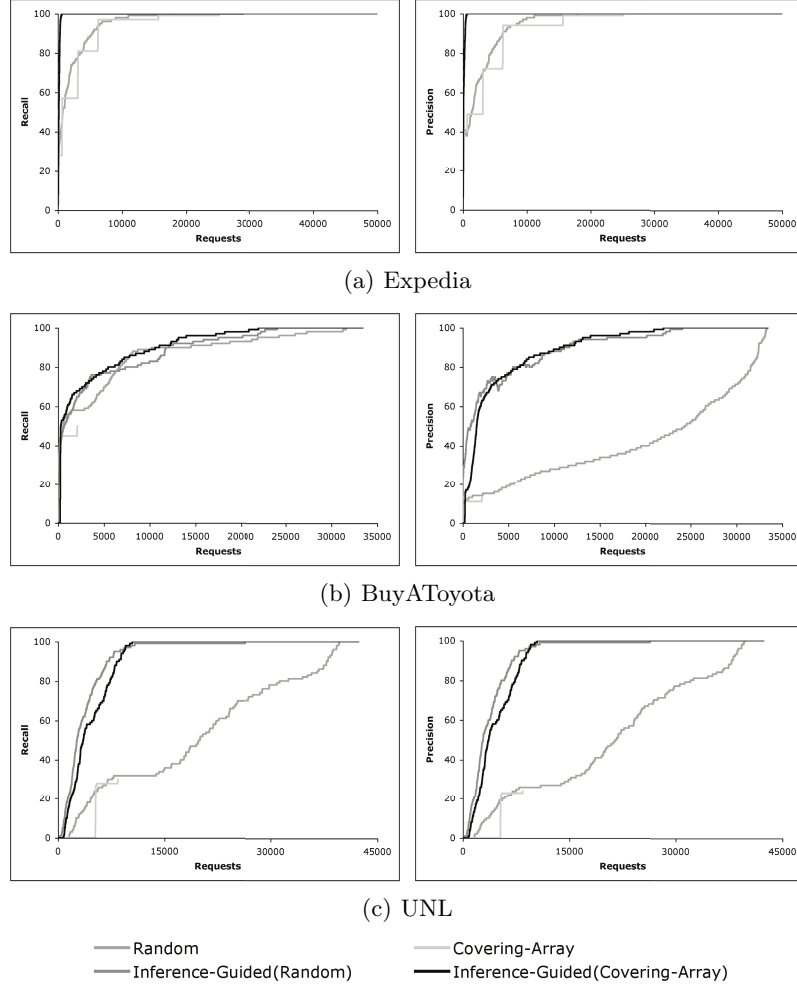 100
80
60
40
20
0
Recall
0 10000 20000 30000 40000 50000
Requests
100
80
60
40
20
0
Precision
0 10000 20000 30000 40000 50000
Requests
(a) Expedia
100
80
60
40
20
0
Recall
0 5000 10000 15000 20000 25000 30000 35000
Requests
100
80
60
40
20
0
Precision
0 5000 10000 15000 20000 25000 30000 35000
Requests
(b) BuyAToyota
100
80
60
40
20
0
Recall
0 15000 30000 45000
Requests
100
80
60
40
20
0
Precision
0 15000 30000 45000
Requests
(c) UNL
Random
Covering-Array
Inference-Guided(Random)
Inference-Guided(Covering-Array)